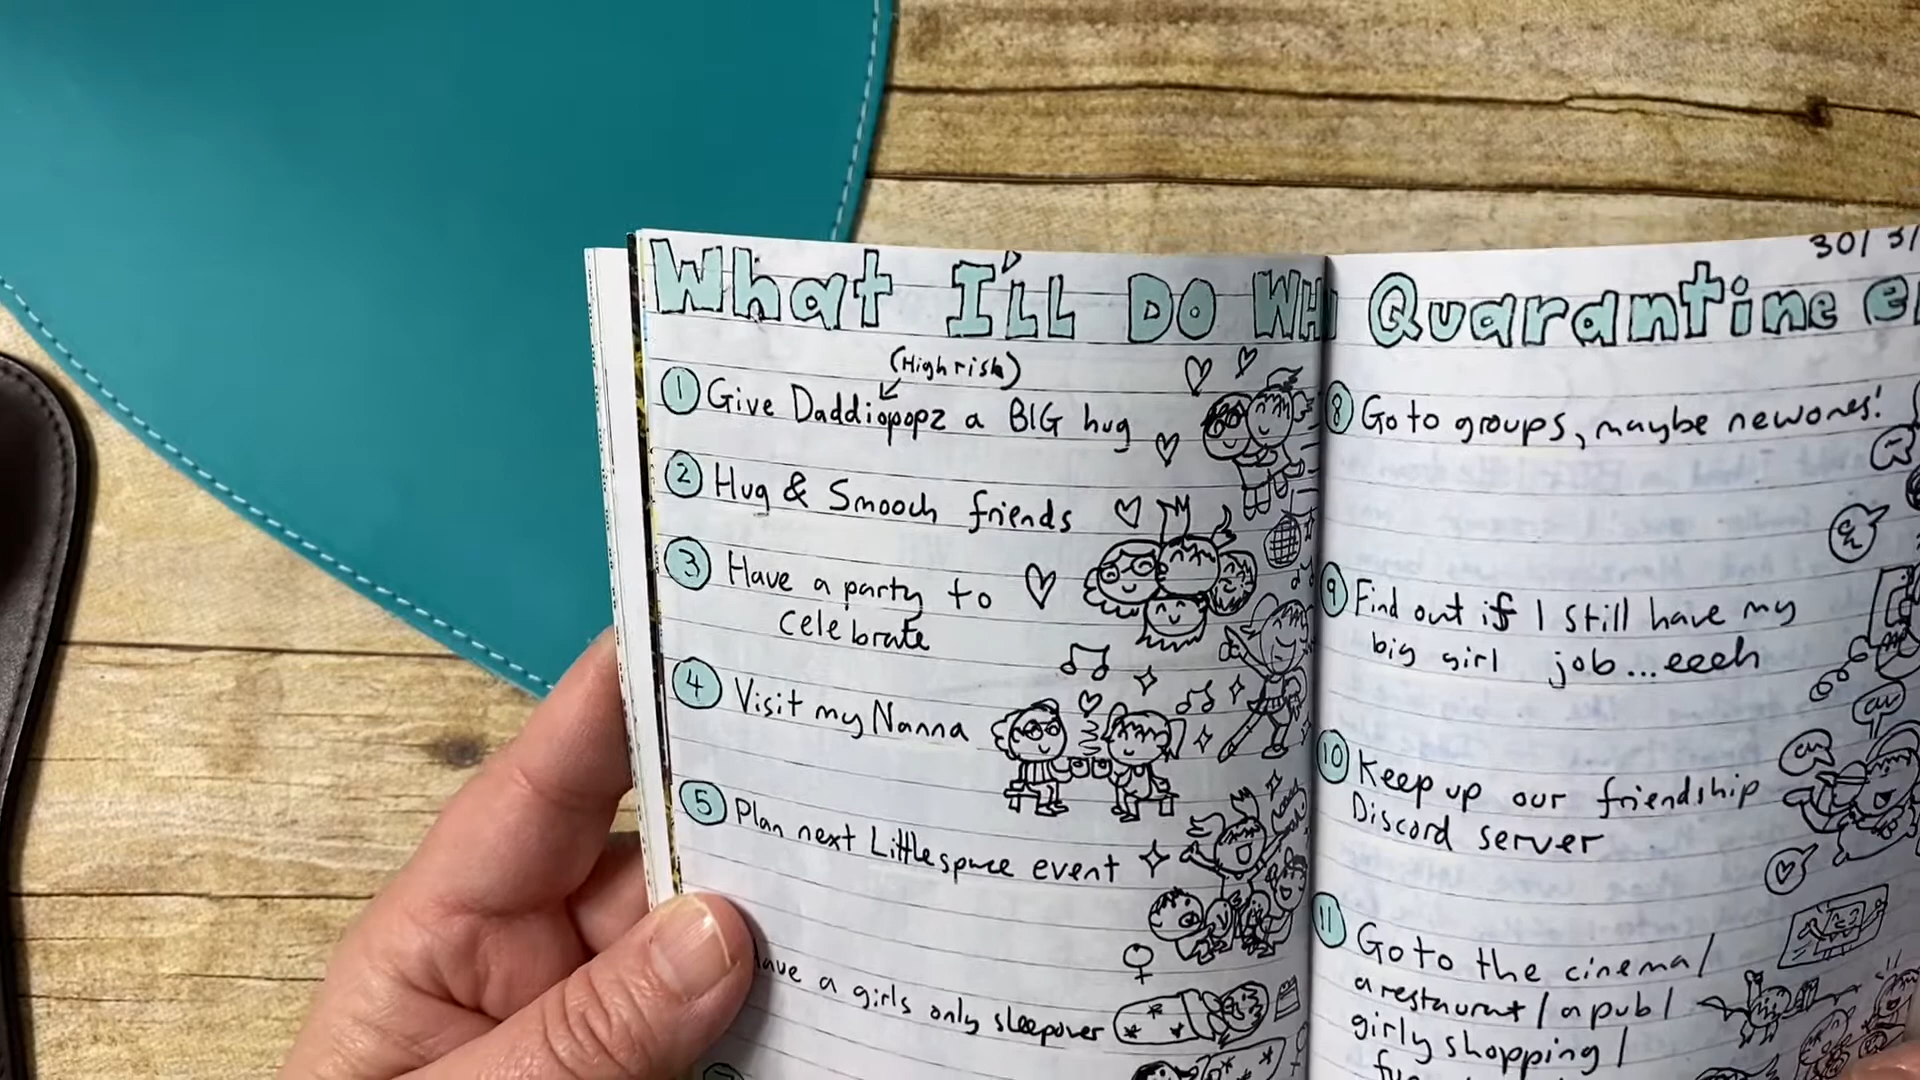 What I'LL DO WH
(High risk)
1 Give Daddiopopz a BIG hug
2 Hug & Smooch friends
3 Have a party to
celebrate
4 Visit my Nanna
5 Plan next Littlespace event
a girls only sleepover
30/
Quarantine
8 Go to groups, maybe new ones!
9 Find out if I still have my
big girl job...eeeh
10 Keep up our friendship
Discord server
11 Go to the cinema/
a restaurant/a pub/
girly shopping/